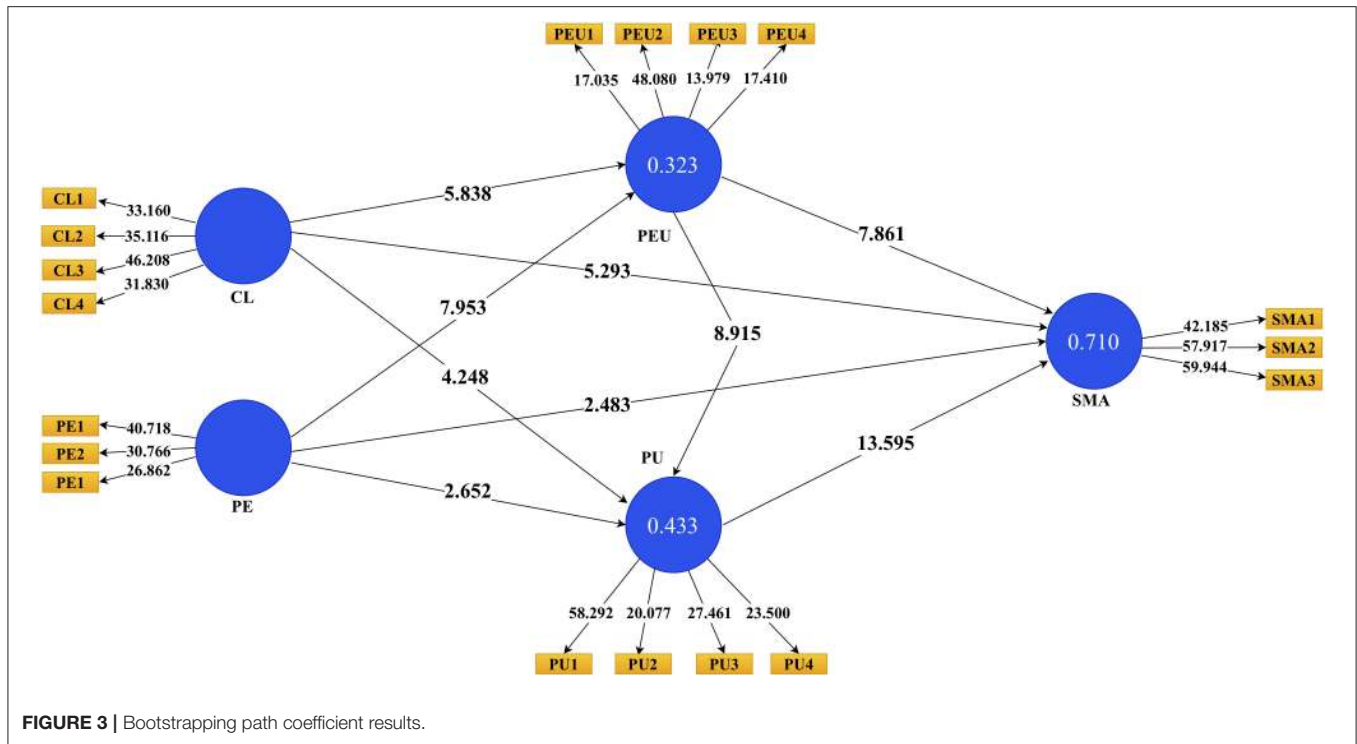 PEU1 PEU2 PEU3 PEU4
17.035 48.080 13.979 17.410
0.323
PEU
CL1
CL2
CL3
CL4
33.160
35.116
46.208
31.830
CL
5.838
7.861
5.293
7.953
8.915
4.248
0.710
SMA
42.185
57.917
59.944
SMA1
SMA2
SMA3
PE1
PE2
PE1
40.718
30.766
26.862
PE
2.483
13.595
PU
2.652
0.433
58.292 20.077 27.461 23.500
PU1 PU2 PU3 PU4
FIGURE 3 | Bootstrapping path coefficient results.